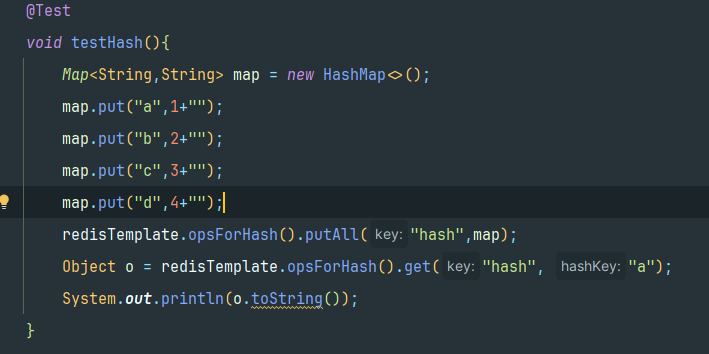 @Test
void testHash(){
Map<String,String> map = new HashMap<>();
map.put("a",1+"");
map.put("b",2+"");
map.put("c",3+"");
map.put("d",4+"");
redisTemplate.opsForHash().putAll( key: "hash",map);
Object o = redisTemplate.opsForHash().get( key: "hash", hashKey: "a");
System.out.println(o.toString());
}